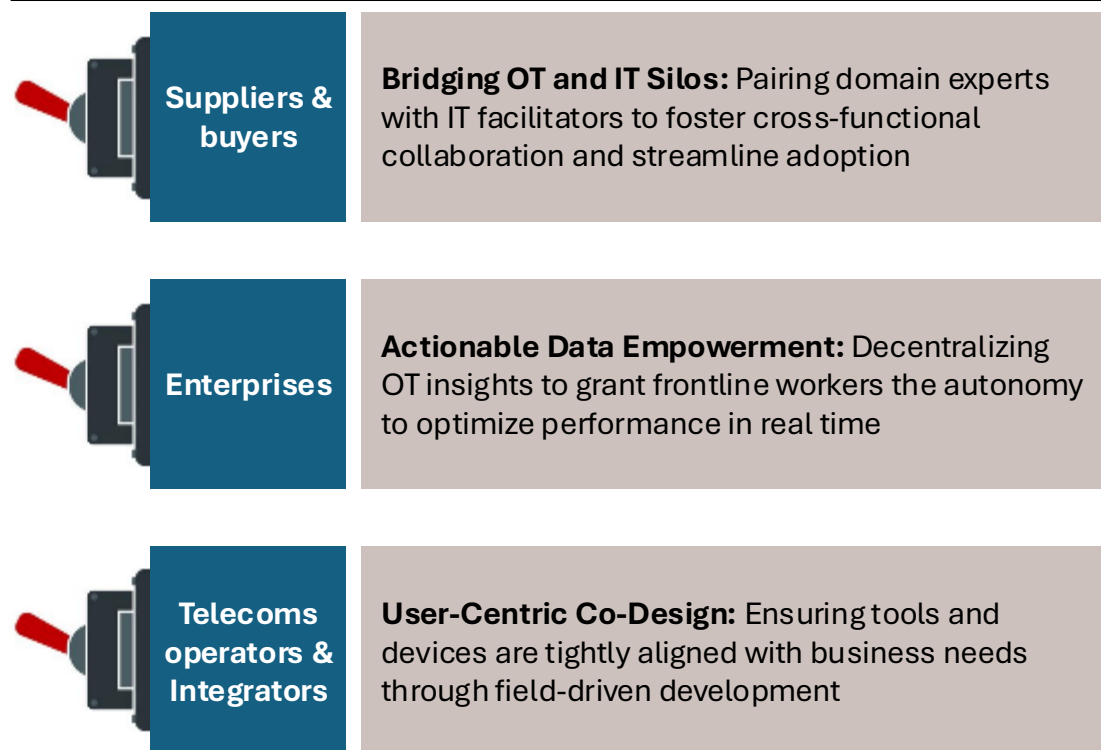 Suppliers &
buyers
Bridging OT and IT Silos: Pairing domain experts
with IT facilitators to foster cross-functional
collaboration and streamline adoption
Enterprises
Actionable Data Empowerment: Decentralizing
OT insights to grant frontline workers the autonomy
to optimize performance in real time
Telecoms
operators &
Integrators
User-Centric Co-Design: Ensuring tools and
devices are tightly aligned with business needs
through field-driven development